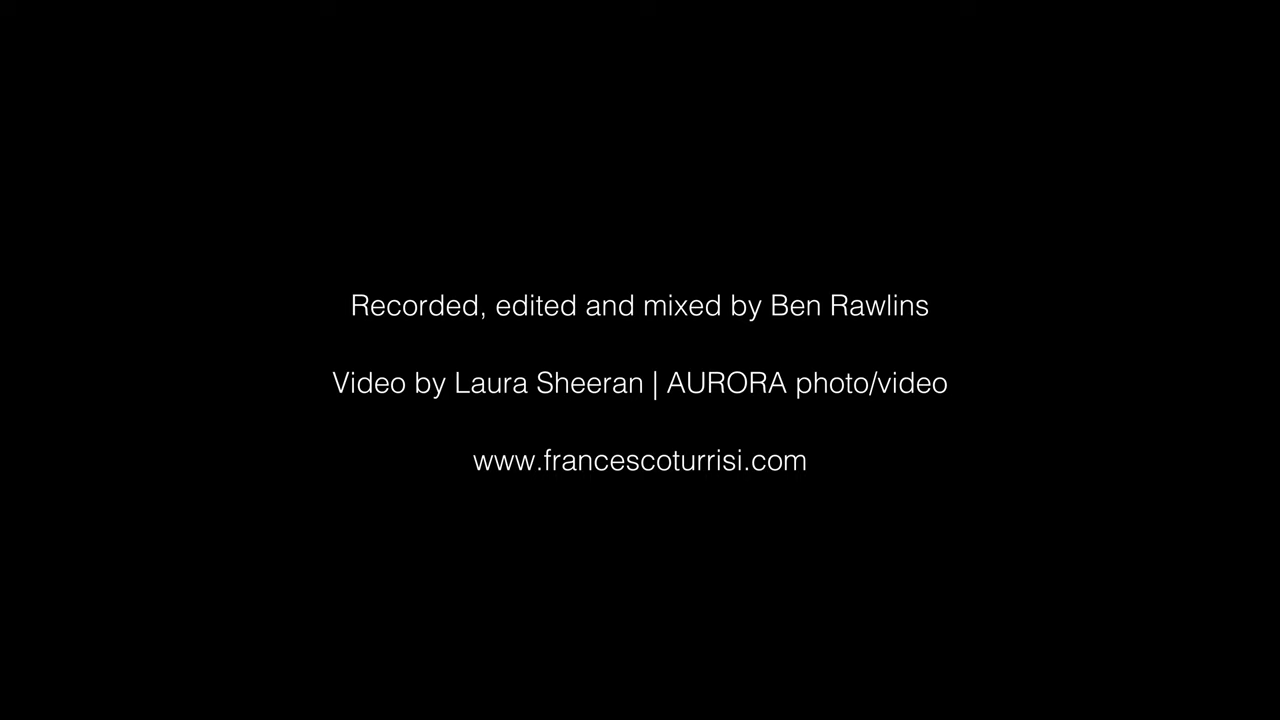 Recorded, edited and mixed by Ben Rawlins
Video by Laura Sheeran | AURORA photo/video
www.francescoturrisi.com